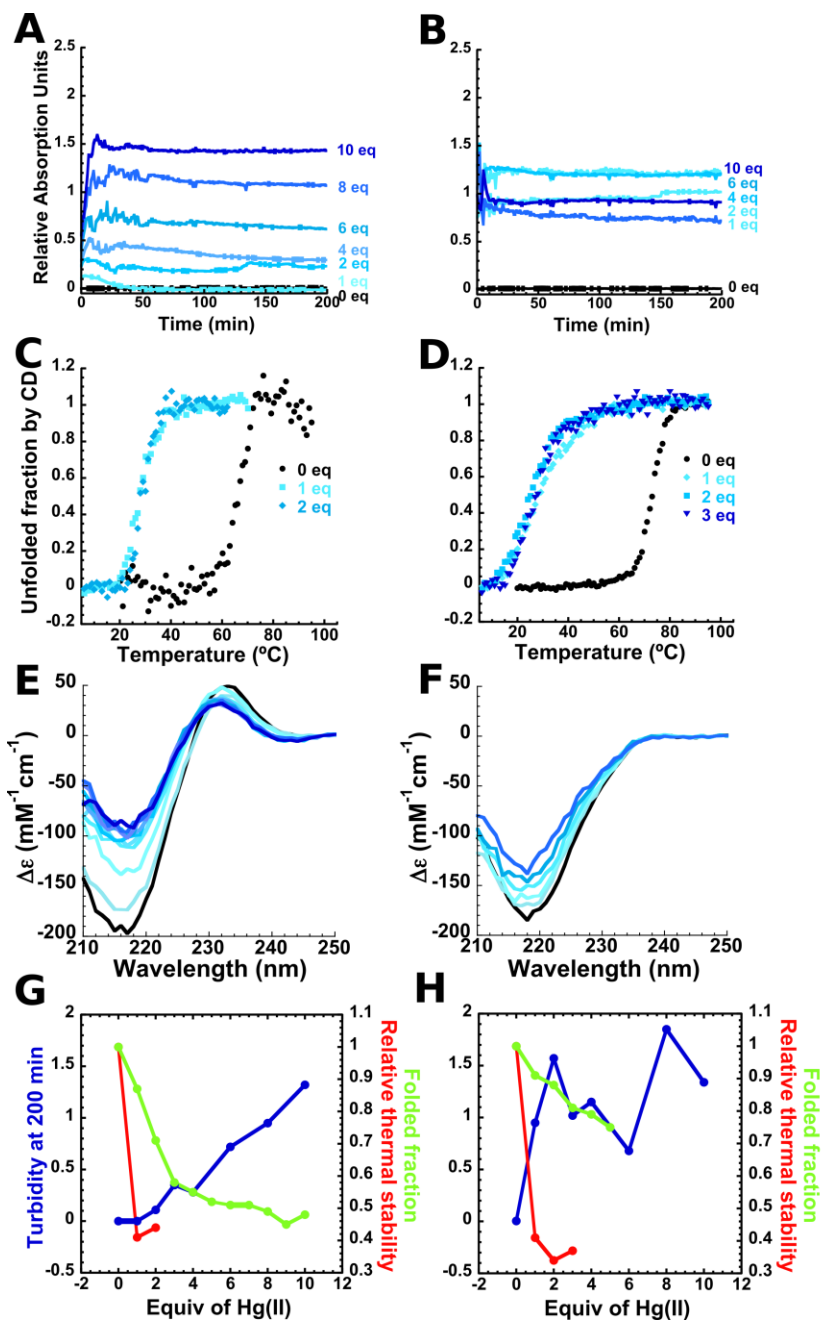 A
B
2.5
2
1.5
1
0.5
0
Relative Absorption Units
10 eq
8 eq
6 eq
4 eq
2 eq
1 eq
0 eq
0 50 100 150 200
Time (min)
2.5
2
1.5
1
0.5
0
10 eq
6 eq
4 eq
2 eq
1 eq
0 eq
0 50 100 150 200
Time (min)
C
D
1.2
1
0.8
0.6
0.4
0.2
0
-0.2
Unfolded fraction by CD
0 eq
1 eq
2 eq
20 40 60 80 100
Temperature (ºC)
1.2
1
0.8
0.6
0.4
0.2
0
-0.2
0 eq
1 eq
2 eq
3 eq
20 40 60 80 100
Temperature (ºC)
E
F
50
0
-50
-100
-150
-200
Δε (mM⁻¹cm⁻¹)
210 220 230 240 250
Wavelength (nm)
50
0
-50
-100
-150
-200
Δε (mM⁻¹cm⁻¹)
210 220 230 240 250
Wavelength (nm)
G
H
2
1.5
1
0.5
0
-0.5
Turbidity at 200 min
1.1
1
0.9
0.8
0.7
0.6
0.5
0.4
0.3
Relative thermal stability
Folded fraction
-2 0 2 4 6 8 10 12
Equiv of Hg(II)
2
1.5
1
0.5
0
-0.5
1.1
1
0.9
0.8
0.7
0.6
0.5
0.4
0.3
Relative thermal stability
Folded fraction
-2 0 2 4 6 8 10 12
Equiv of Hg(II)